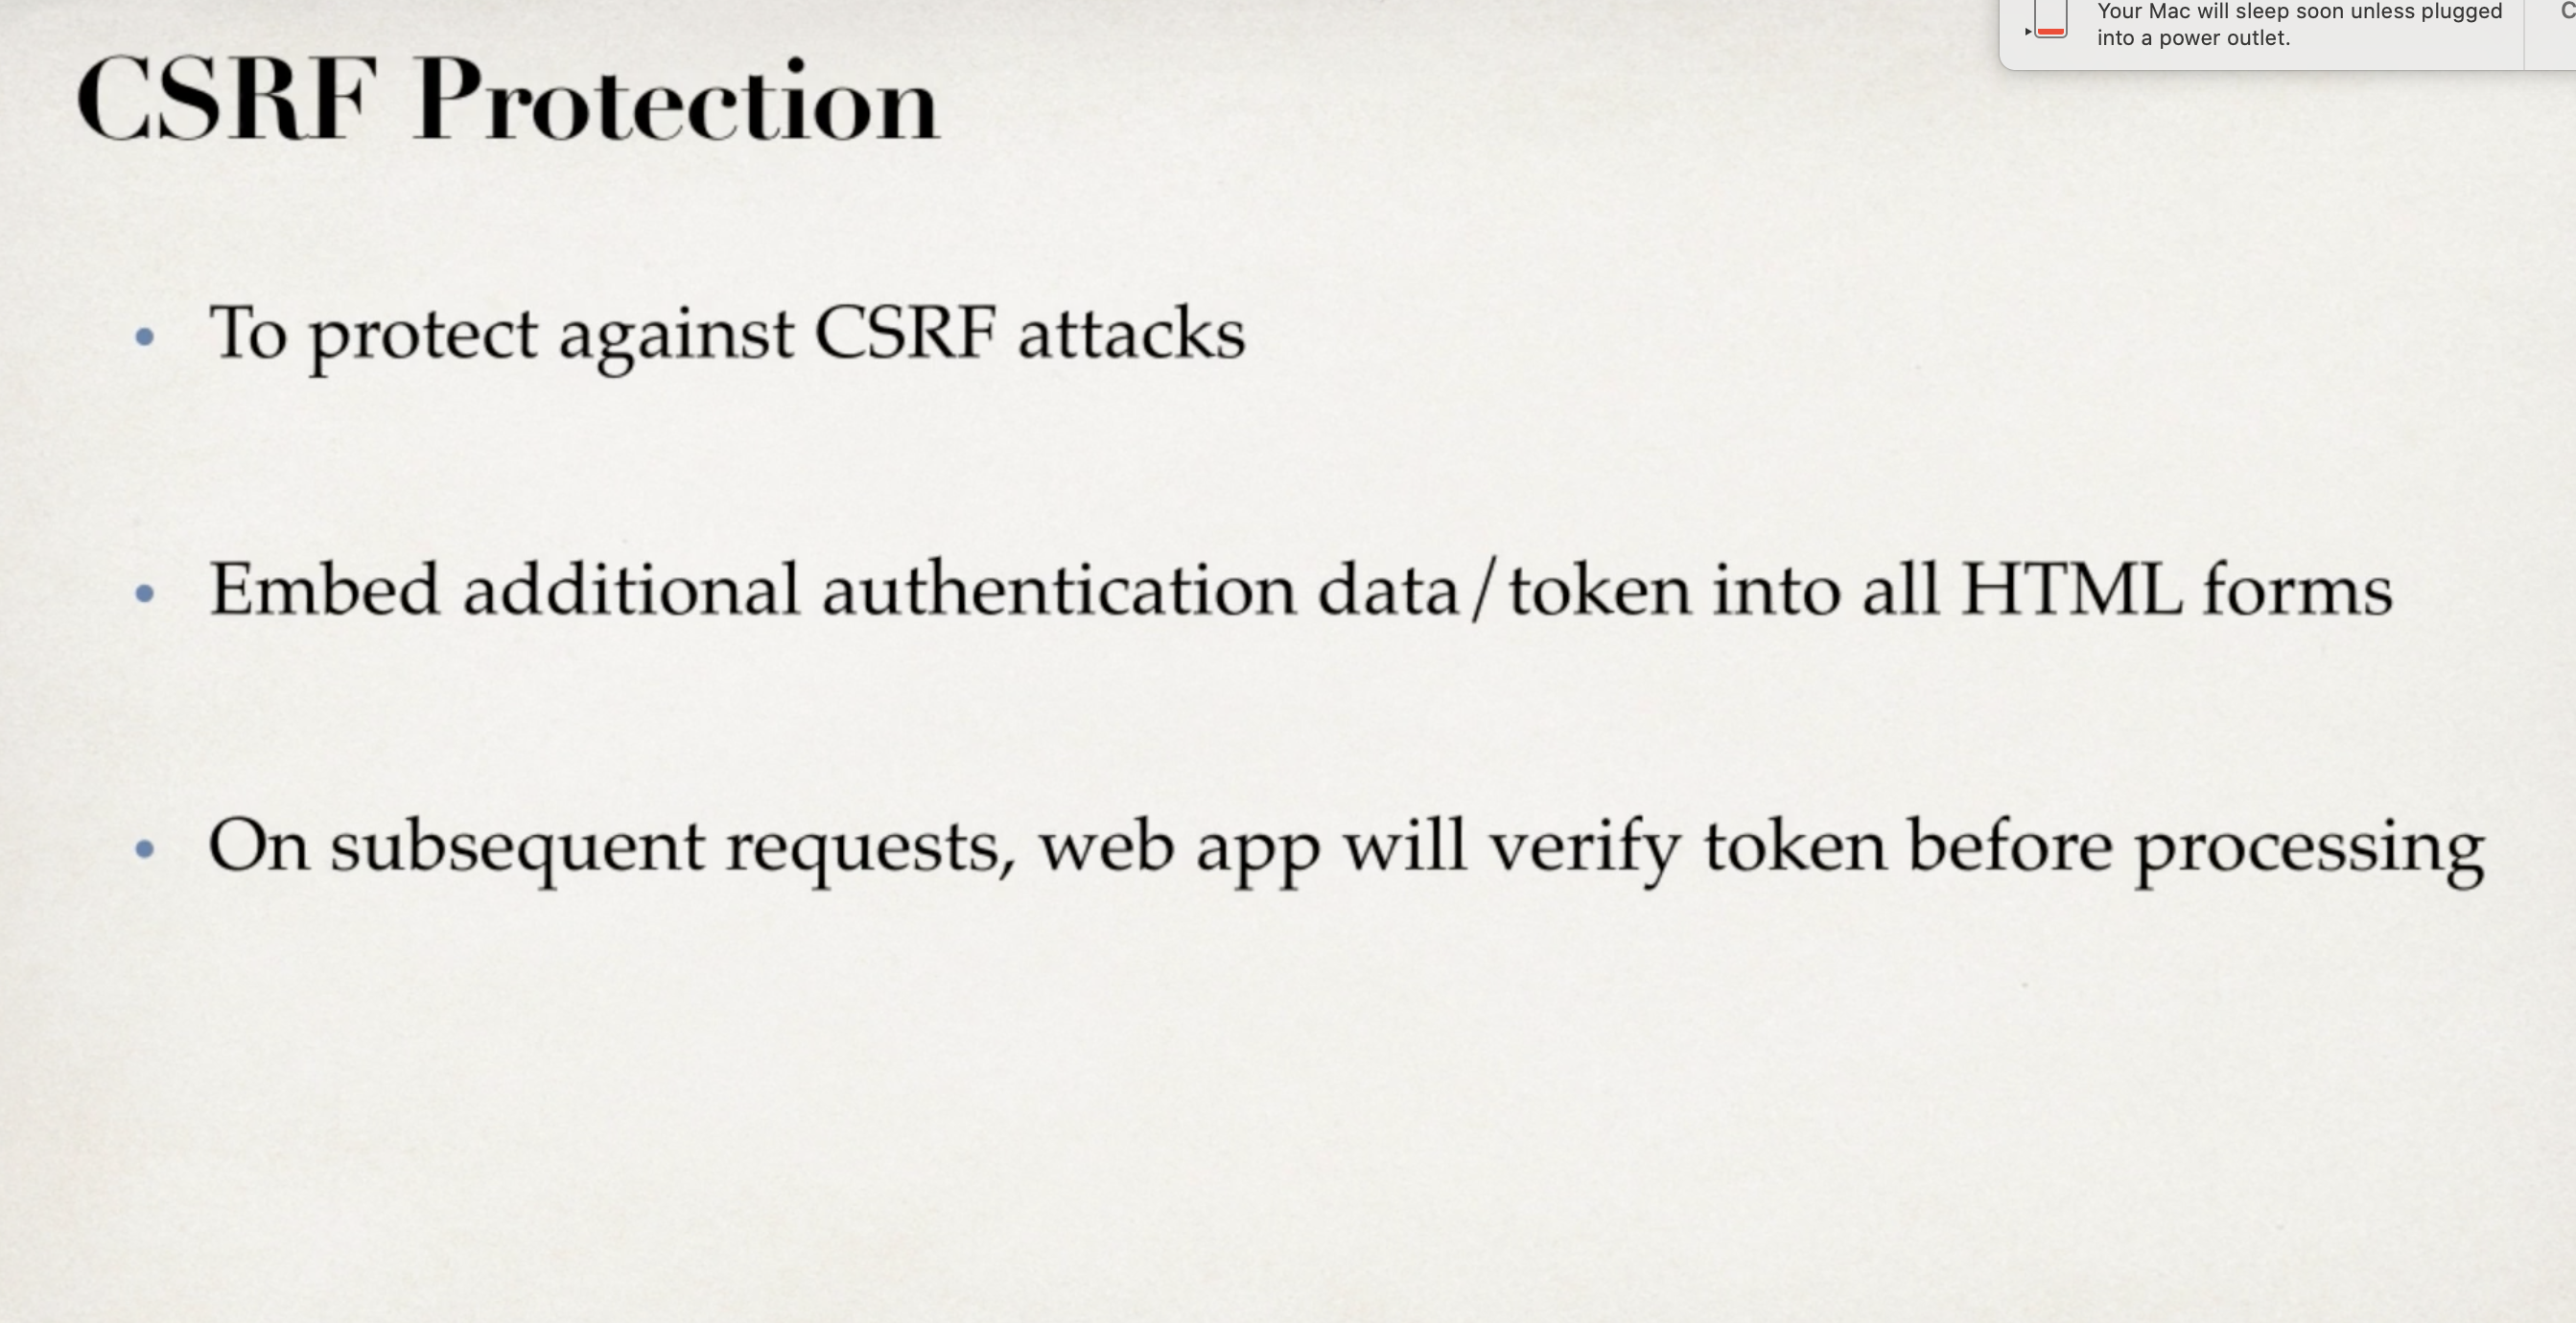 Your Mac will sleep soon unless plugged
into a power outlet.
CSRF Protection
• To protect against CSRF attacks
• Embed additional authentication data/token into all HTML forms
• On subsequent requests, web app will verify token before processing